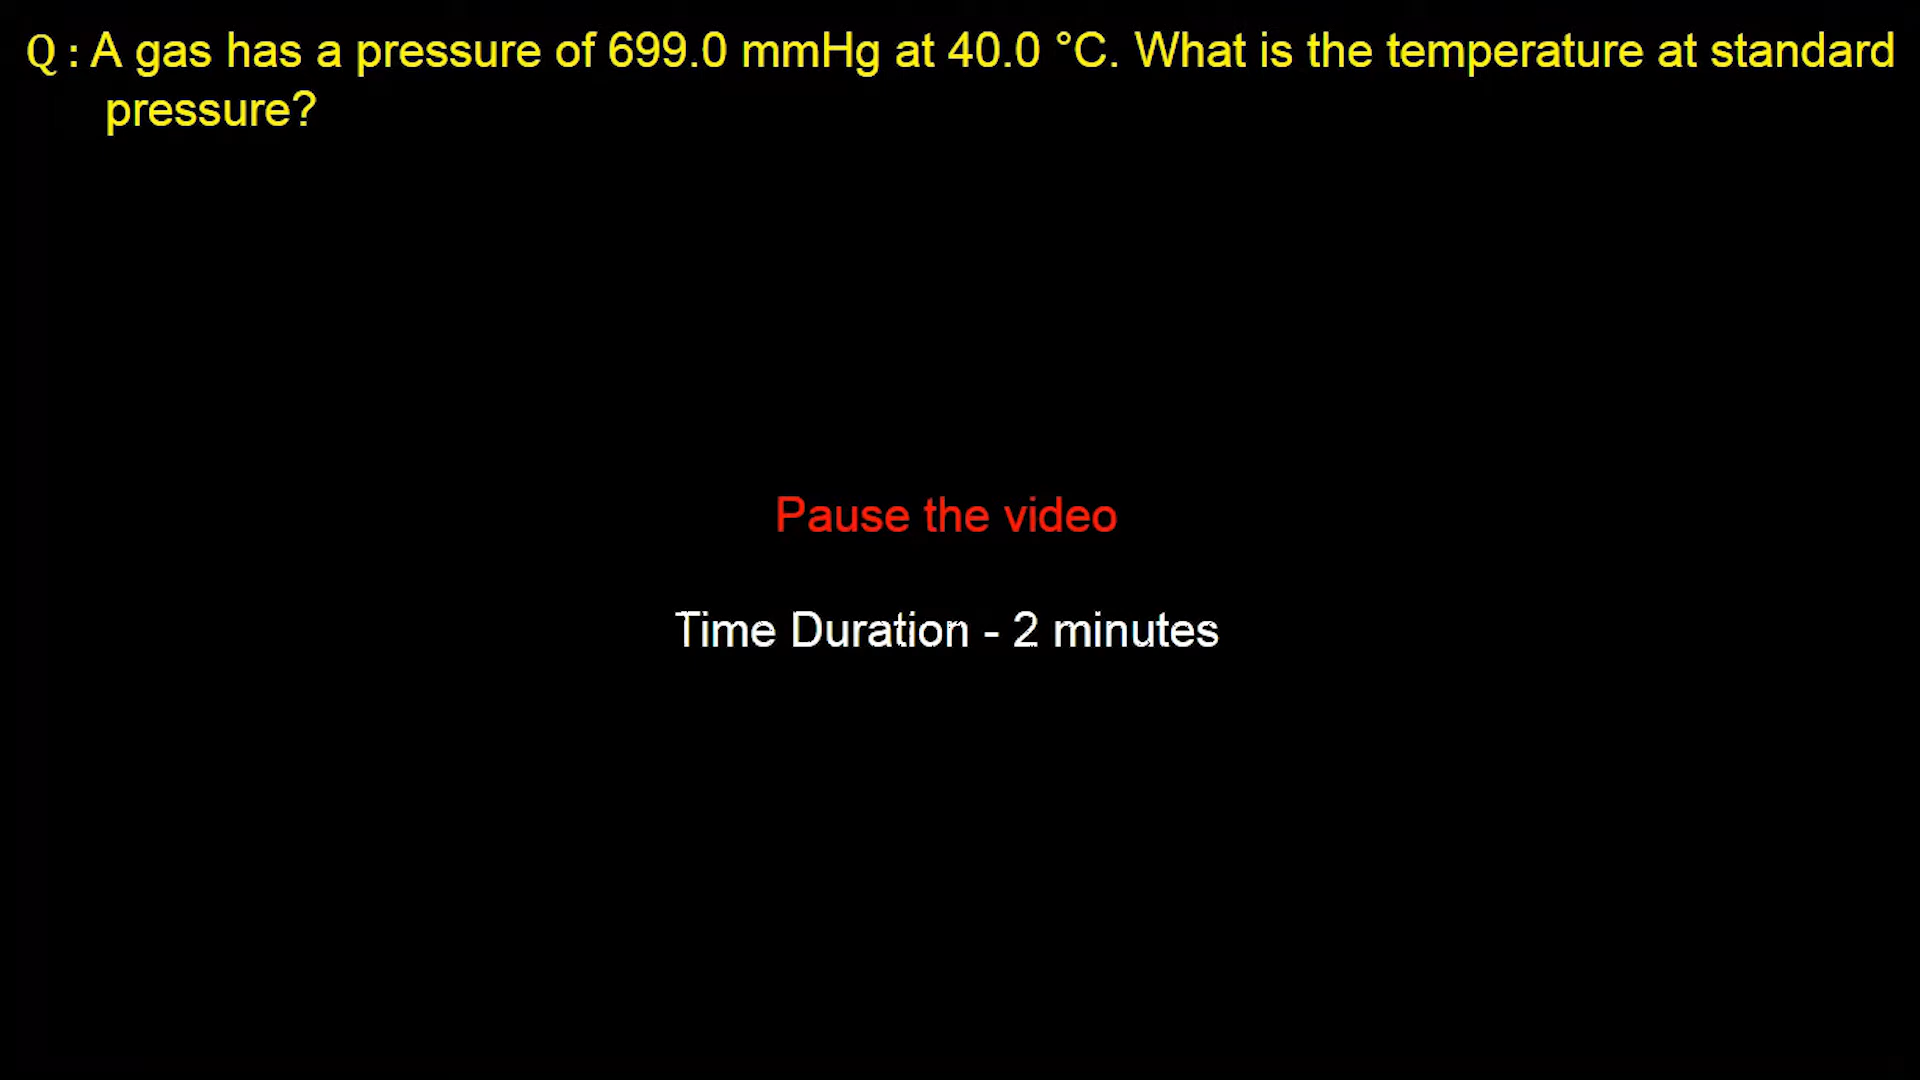 Q : A gas has a pressure of 699.0 mmHg at 40.0 °C. What is the temperature at standard
pressure?
Pause the video
Time Duration - 2 minutes